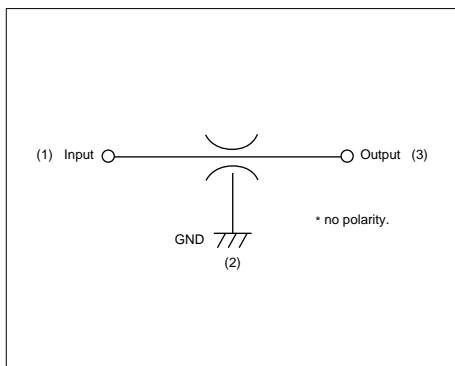 (1) Input Output (3)
* no polarity.
GND
(2)